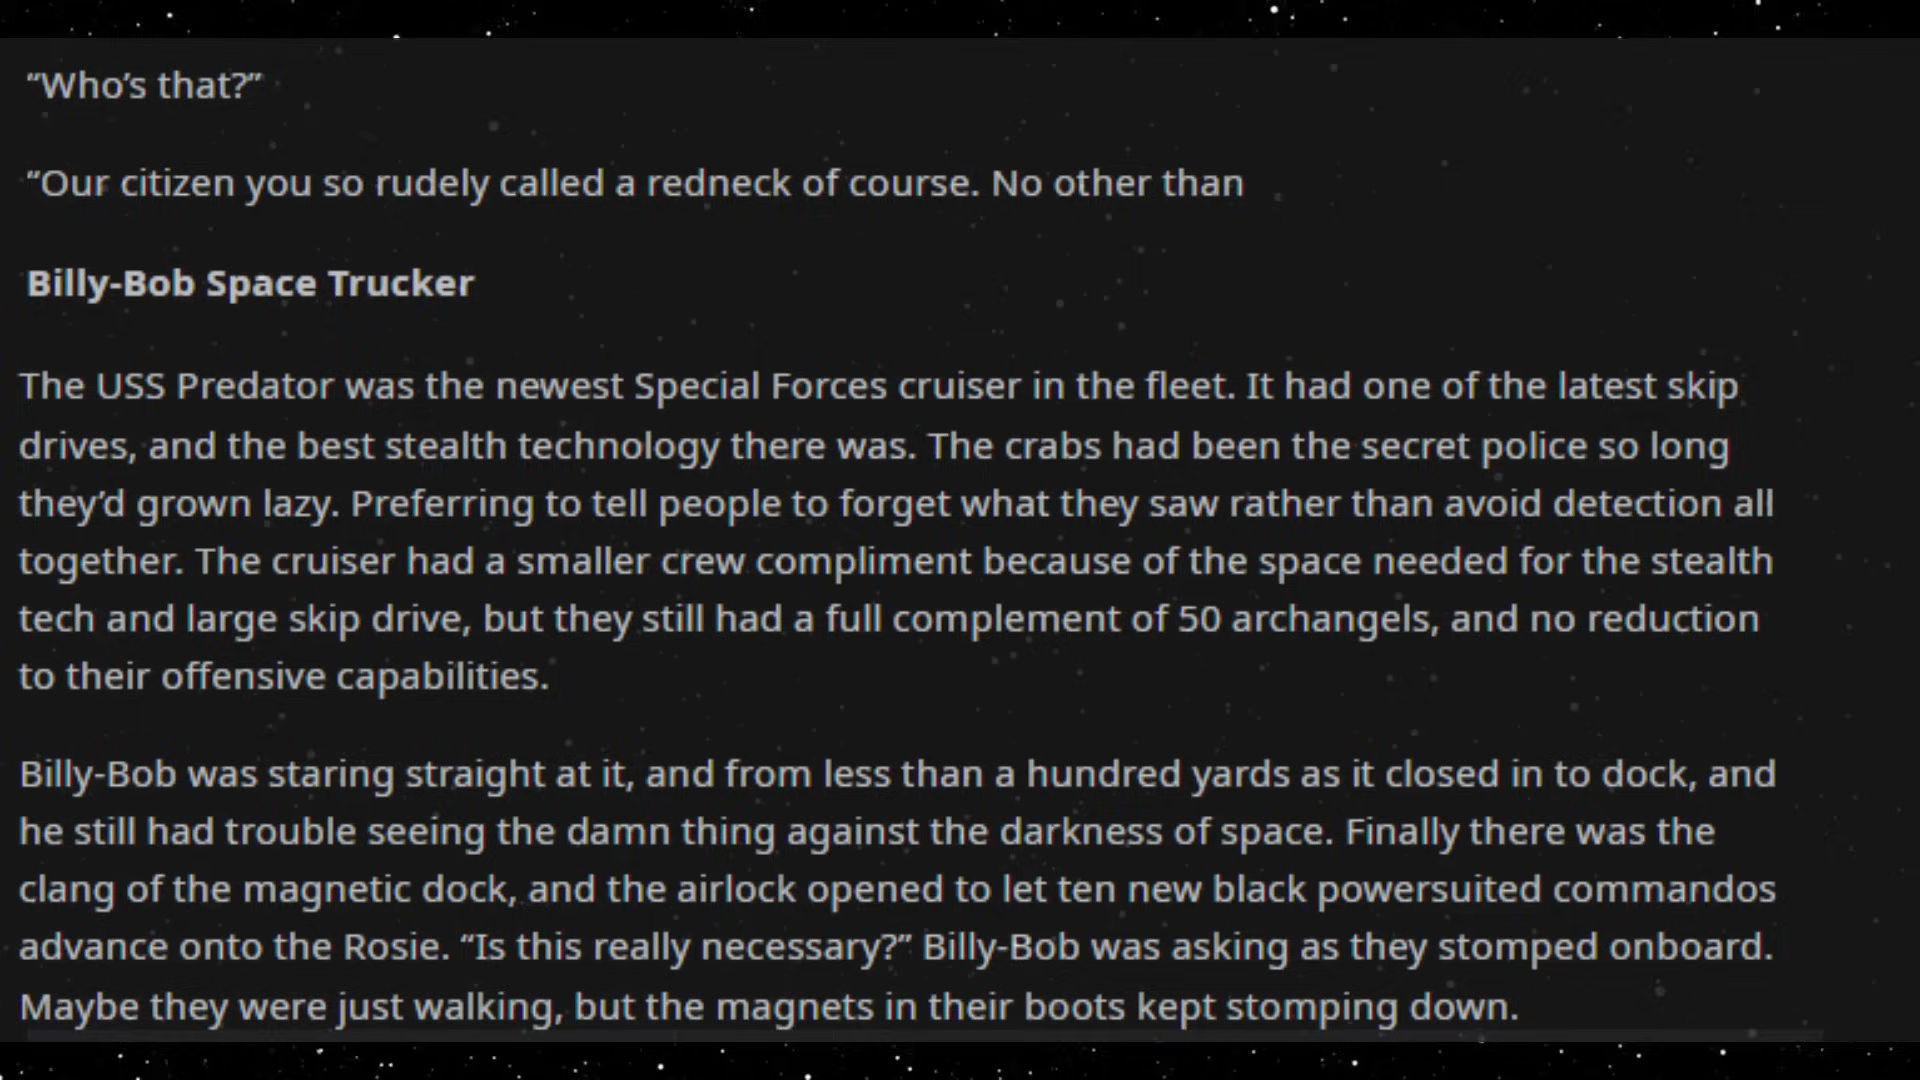 “Who’s that?”
“Our citizen you so rudely called a redneck of course. No other than
Billy-Bob Space Trucker
The USS Predator was the newest Special Forces cruiser in the fleet. It had one of the latest skip
drives, and the best stealth technology there was. The crabs had been the secret police so long
they’d grown lazy. Preferring to tell people to forget what they saw rather than avoid detection all
together. The cruiser had a smaller crew compliment because of the space needed for the stealth
tech and large skip drive, but they still had a full complement of 50 archangels, and no reduction
to their offensive capabilities.
Billy-Bob was staring straight at it, and from less than a hundred yards as it closed in to dock, and
he still had trouble seeing the damn thing against the darkness of space. Finally there was the
clang of the magnetic dock, and the airlock opened to let ten new black powersuited commandos
advance onto the Rosie. “Is this really necessary?” Billy-Bob was asking as they stomped onboard.
Maybe they were just walking, but the magnets in their boots kept stomping down.